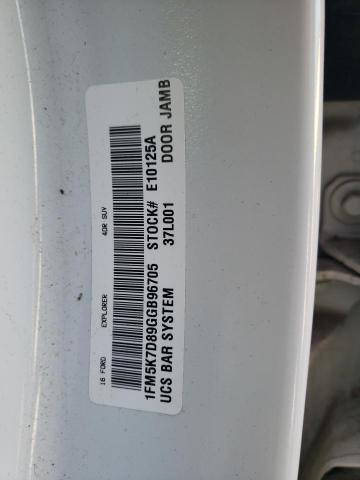 16 FORD EXPLORER 4DR SUV
1FM5K7D89GGB96705 STOCK# E10125A
UCS BAR SYSTEM 37L001 DOOR JAMB